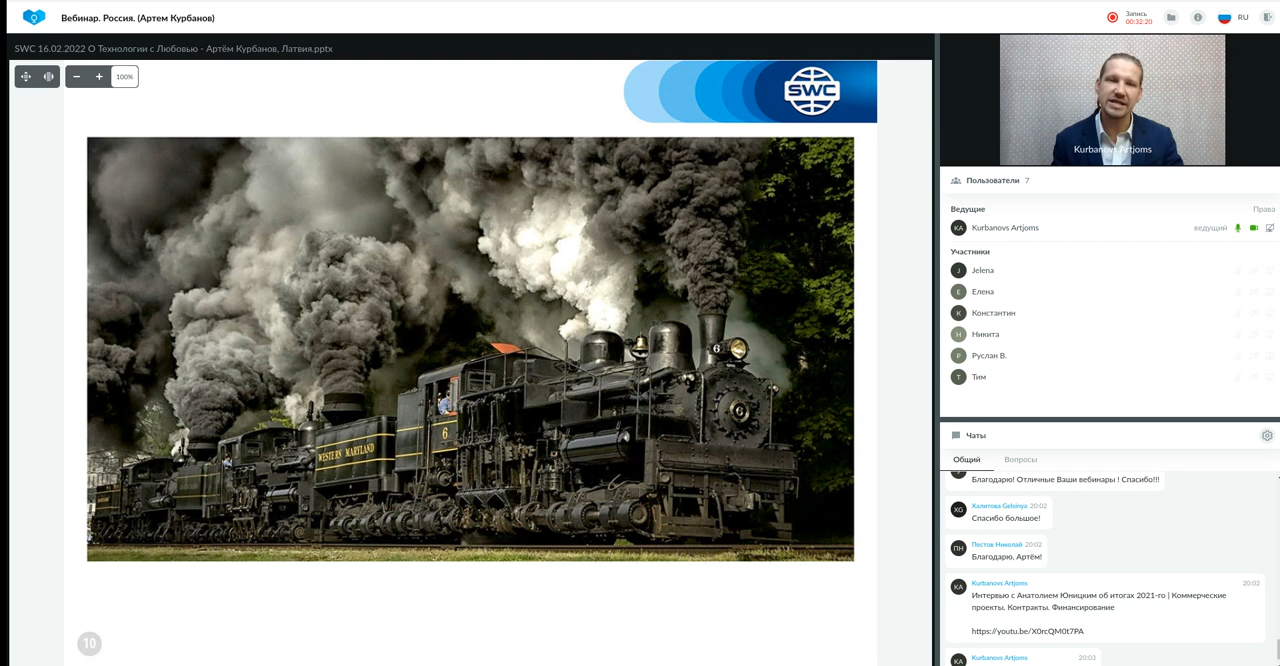 Вебинар. Россия. (Артем Курбанов)
Запись
00:32:20
RU
SWC 16.02.2022 О Технологии с Любовью - Артём Курбанов, Латвия.pptx
100%
SWC
6
6
6
WESTERN MARYLAND
10
Kurbanovs Artjoms
Пользователи 7
Ведущие Права
KA Kurbanovs Artjoms ведущий
Участники
J Jelena
Е Елена
К Константин
Н Никита
Р Руслан В.
Т Тим
Чаты
Общий Вопросы
Благодарю! Отличные Ваши вебинары ! Спасибо!!!
XG Халитова Gelsinya 20:02
Спасибо большое!
ПН Пестов Николай 20:02
Благодарю, Артём!
KA Kurbanovs Artjoms 20:02
Интервью с Анатолием Юницким об итогах 2021-го | Коммерческие
проекты. Контракты. Финансирование
https://youtu.be/X0rcQM0t7PA
KA Kurbanovs Artjoms 20:03